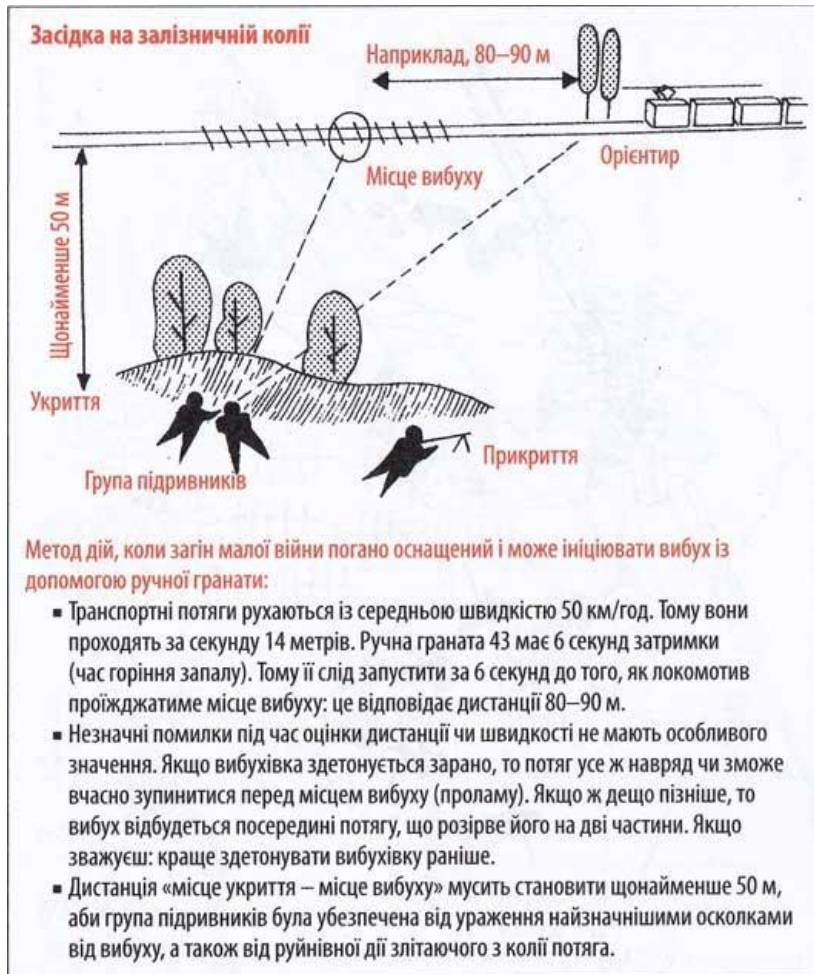 Засідка на залізничній колії
Наприклад, 80–90 м
Орієнтир
Місце вибуху
Щонайменше 50 м
Укриття
Прикриття
Група підривників
Метод дій, коли загін малої війни погано оснащений і може ініціювати вибух із
допомогою ручної гранати:
▪ Транспортні потяги рухаються із середньою швидкістю 50 км/год. Тому вони
проходять за секунду 14 метрів. Ручна граната 43 має 6 секунд затримки
(час горіння запалу). Тому її слід запустити за 6 секунд до того, як локомотив
проїжджатиме місце вибуху: це відповідає дистанції 80–90 м.
▪ Незначні помилки під час оцінки дистанції чи швидкості не мають особливого
значення. Якщо вибухівка здетонується зарано, то потяг усе ж навряд чи зможе
вчасно зупинитися перед місцем вибуху (проламу). Якщо ж дещо пізніше, то
вибух відбудеться посередині потягу, що розірве його на дві частини. Якщо
зважуєш: краще здетонувати вибухівку раніше.
▪ Дистанція «місце укриття – місце вибуху» мусить становити щонайменше 50 м,
аби група підривників була убезпечена від ураження найзначнішими осколками
від вибуху, а також від руйнівної дії злітаючого з колії потяга.